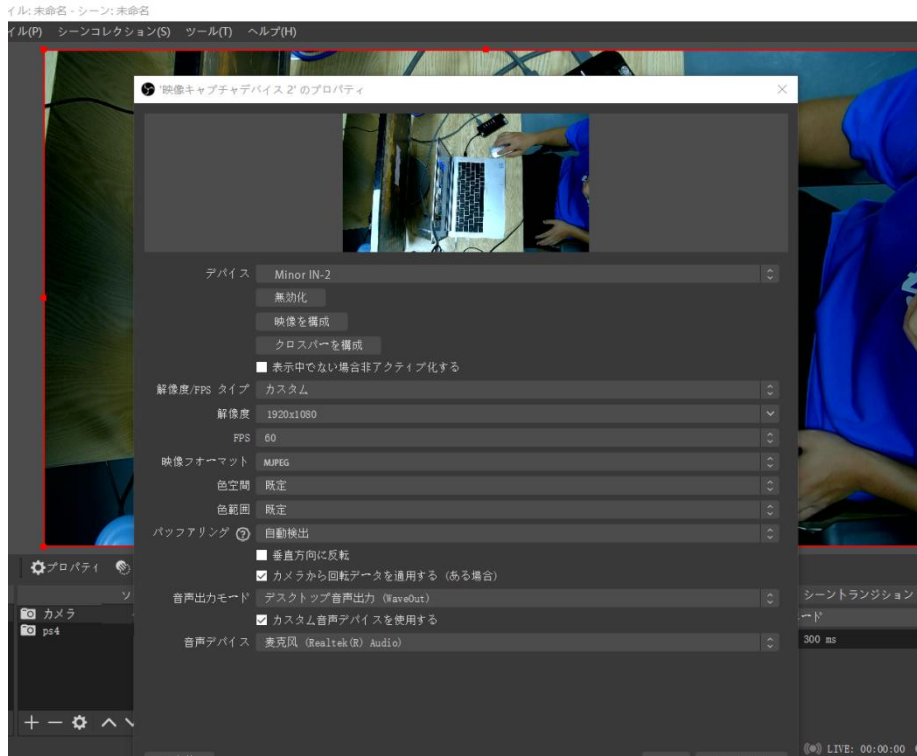 イル: 未命名 - シーン: 未命名
イル(P) シーンコレクション(S) ツール(T) ヘルプ(H)
'映像キャプチャデバイス 2' のプロパティ
デバイス Minor IN-2
無効化
映像を構成
クロスバーを構成
表示中でない場合非アクティブ化する
解像度/FPS タイプ カスタム
解像度 1920x1080
FPS 60
映像フォーマット MJPEG
色空間 既定
色範囲 既定
バッファリング ? 自動検出
垂直方向に反転
プロパティ
カメラから回転データを適用する (ある場合)
ソ
音声出力モード デスクトップ音声出力 (WaveOut)
シーントランジション
カメラ
カスタム音声デバイスを使用する
ード
ps4
音声デバイス 麦克风 (Realtek(R) Audio)
300 ms
LIVE: 00:00:00